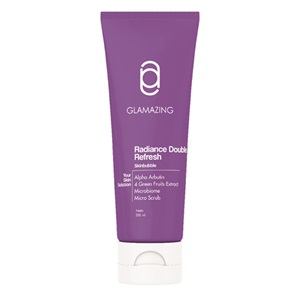 GLAMAZING
Radiance Double
Refresh
Skinbubble
Your
Skin
Solution
Alpha Arbutin
4 Green Fruits Extract
Microbiome
Micro Scrub